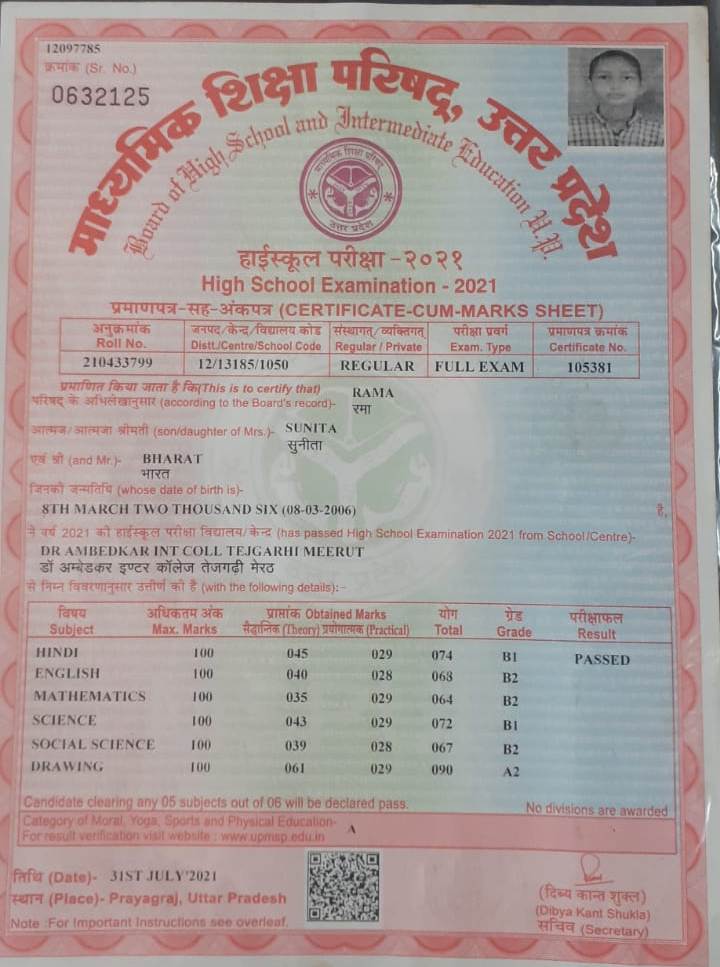 12097785
क्रमांक (Sr. No.)
0632125
माध्यमिक शिक्षा परिषद्, उत्तर प्रदेश
Board of High School and Intermediate Education U.P.
माध्यमिक शिक्षा परिषद्
उत्तर प्रदेश
हाईस्कूल परीक्षा - २०२१
High School Examination - 2021
प्रमाणपत्र-सह-अंकपत्र (CERTIFICATE-CUM-MARKS SHEET)
अनुक्रमांक जनपद/केन्द्र/विद्यालय कोड संस्थागत/व्यक्तिगत परीक्षा प्रवर्ग प्रमाणपत्र क्रमांक
Roll No. Distt./Centre/School Code Regular / Private Exam. Type Certificate No.
210433799 12/13185/1050 REGULAR FULL EXAM 105381
प्रमाणित किया जाता है कि(This is to certify that)
परिषद के अभिलेखानुसार (according to the Board's record)- RAMA
रमा
आत्मज/आत्मजा श्रीमती (son/daughter of Mrs.)- SUNITA
सुनीता
एवं श्री (and Mr.)- BHARAT
भारत
जिनकी जन्मतिथि (whose date of birth is)-
8TH MARCH TWO THOUSAND SIX (08-03-2006) है,
ने वर्ष 2021 की हाईस्कूल परीक्षा विद्यालय/केन्द्र (has passed High School Examination 2021 from School/Centre)-
DR AMBEDKAR INT COLL TEJGARHI MEERUT
डॉ अम्बेडकर इण्टर कॉलेज तेजगढ़ी मेरठ
से निम्न विवरणानुसार उत्तीर्ण की है (with the following details):-
विषय अधिकतम अंक प्राप्तांक Obtained Marks योग ग्रेड परीक्षाफल
Subject Max. Marks सैद्धान्तिक (Theory) प्रयोगात्मक (Practical) Total Grade Result
HINDI 100 045 029 074 B1 PASSED
ENGLISH 100 040 028 068 B2
MATHEMATICS 100 035 029 064 B2
SCIENCE 100 043 029 072 B1
SOCIAL SCIENCE 100 039 028 067 B2
DRAWING 100 061 029 090 A2
Candidate clearing any 05 subjects out of 06 will be declared pass. No divisions are awarded
Category of Moral, Yoga, Sports and Physical Education- A
For result verification visit website : www.upmsp.edu.in
तिथि (Date)- 31ST JULY'2021
स्थान (Place)- Prayagraj, Uttar Pradesh
Note :For Important Instructions see overleaf.
(दिब्य कान्त शुक्ल)
(Dibya Kant Shukla)
सचिव (Secretary)